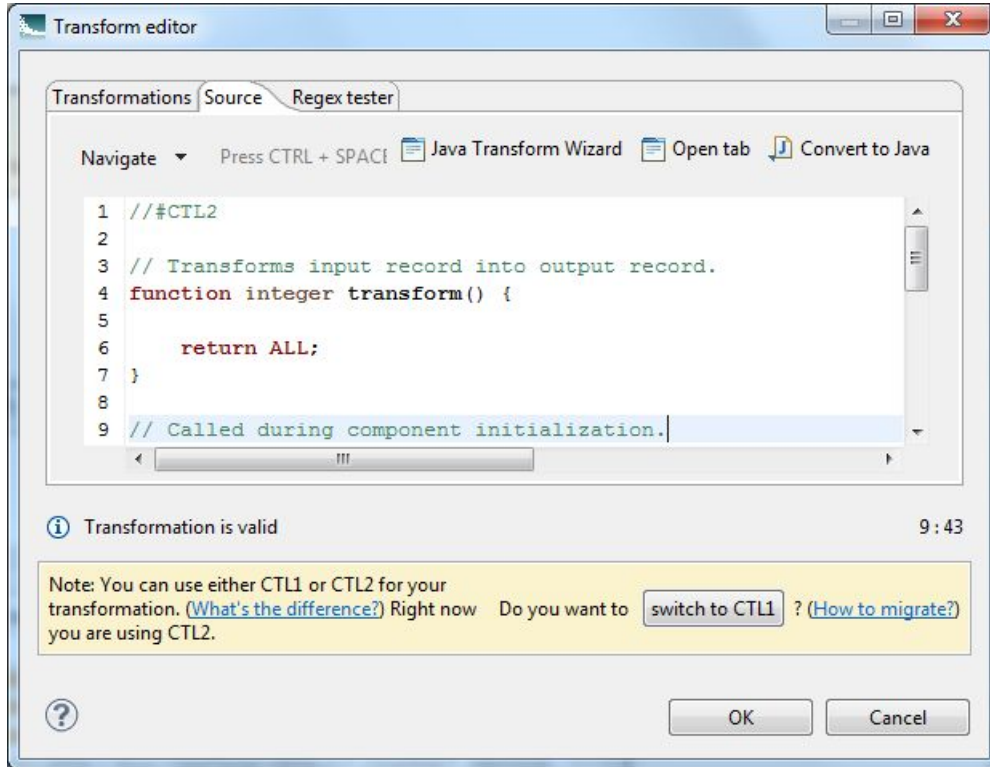 Transform editor
Transformations Source Regex tester
Navigate Press CTRL + SPACE Java Transform Wizard Open tab Convert to Java
1 //#CTL2
2
3 // Transforms input record into output record.
4 function integer transform() {
5
6 return ALL;
7 }
8
9 // Called during component initialization.
Transformation is valid 9 : 43
Note: You can use either CTL1 or CTL2 for your
transformation. (What's the difference?) Right now Do you want to switch to CTL1 ? (How to migrate?)
you are using CTL2.
OK Cancel